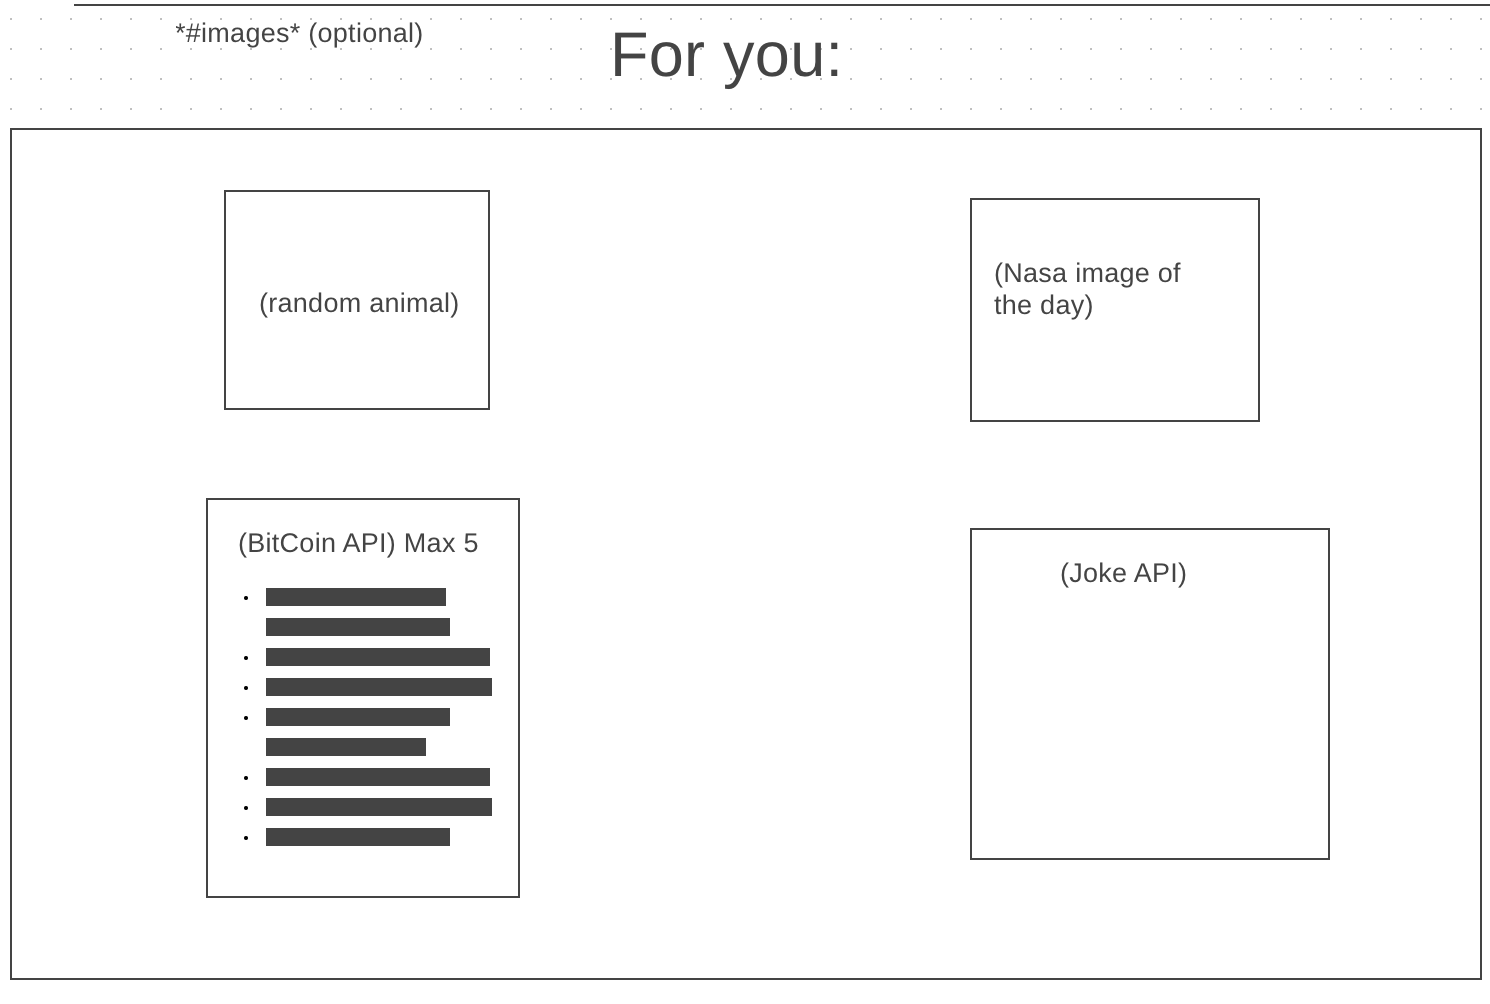 *#images* (optional)
For you:
(random animal)
(Nasa image of
the day)
(BitCoin API) Max 5
(Joke API)